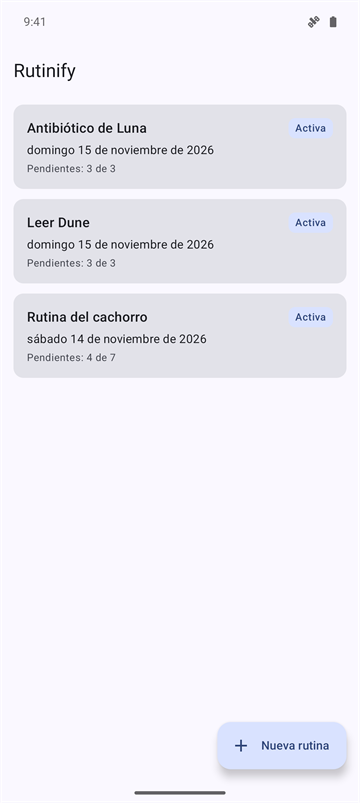 9:41
Rutinify
Antibiótico de Luna
Activa
domingo 15 de noviembre de 2026
Pendientes: 3 de 3
Leer Dune
Activa
domingo 15 de noviembre de 2026
Pendientes: 3 de 3
Rutina del cachorro
Activa
sábado 14 de noviembre de 2026
Pendientes: 4 de 7
Nueva rutina